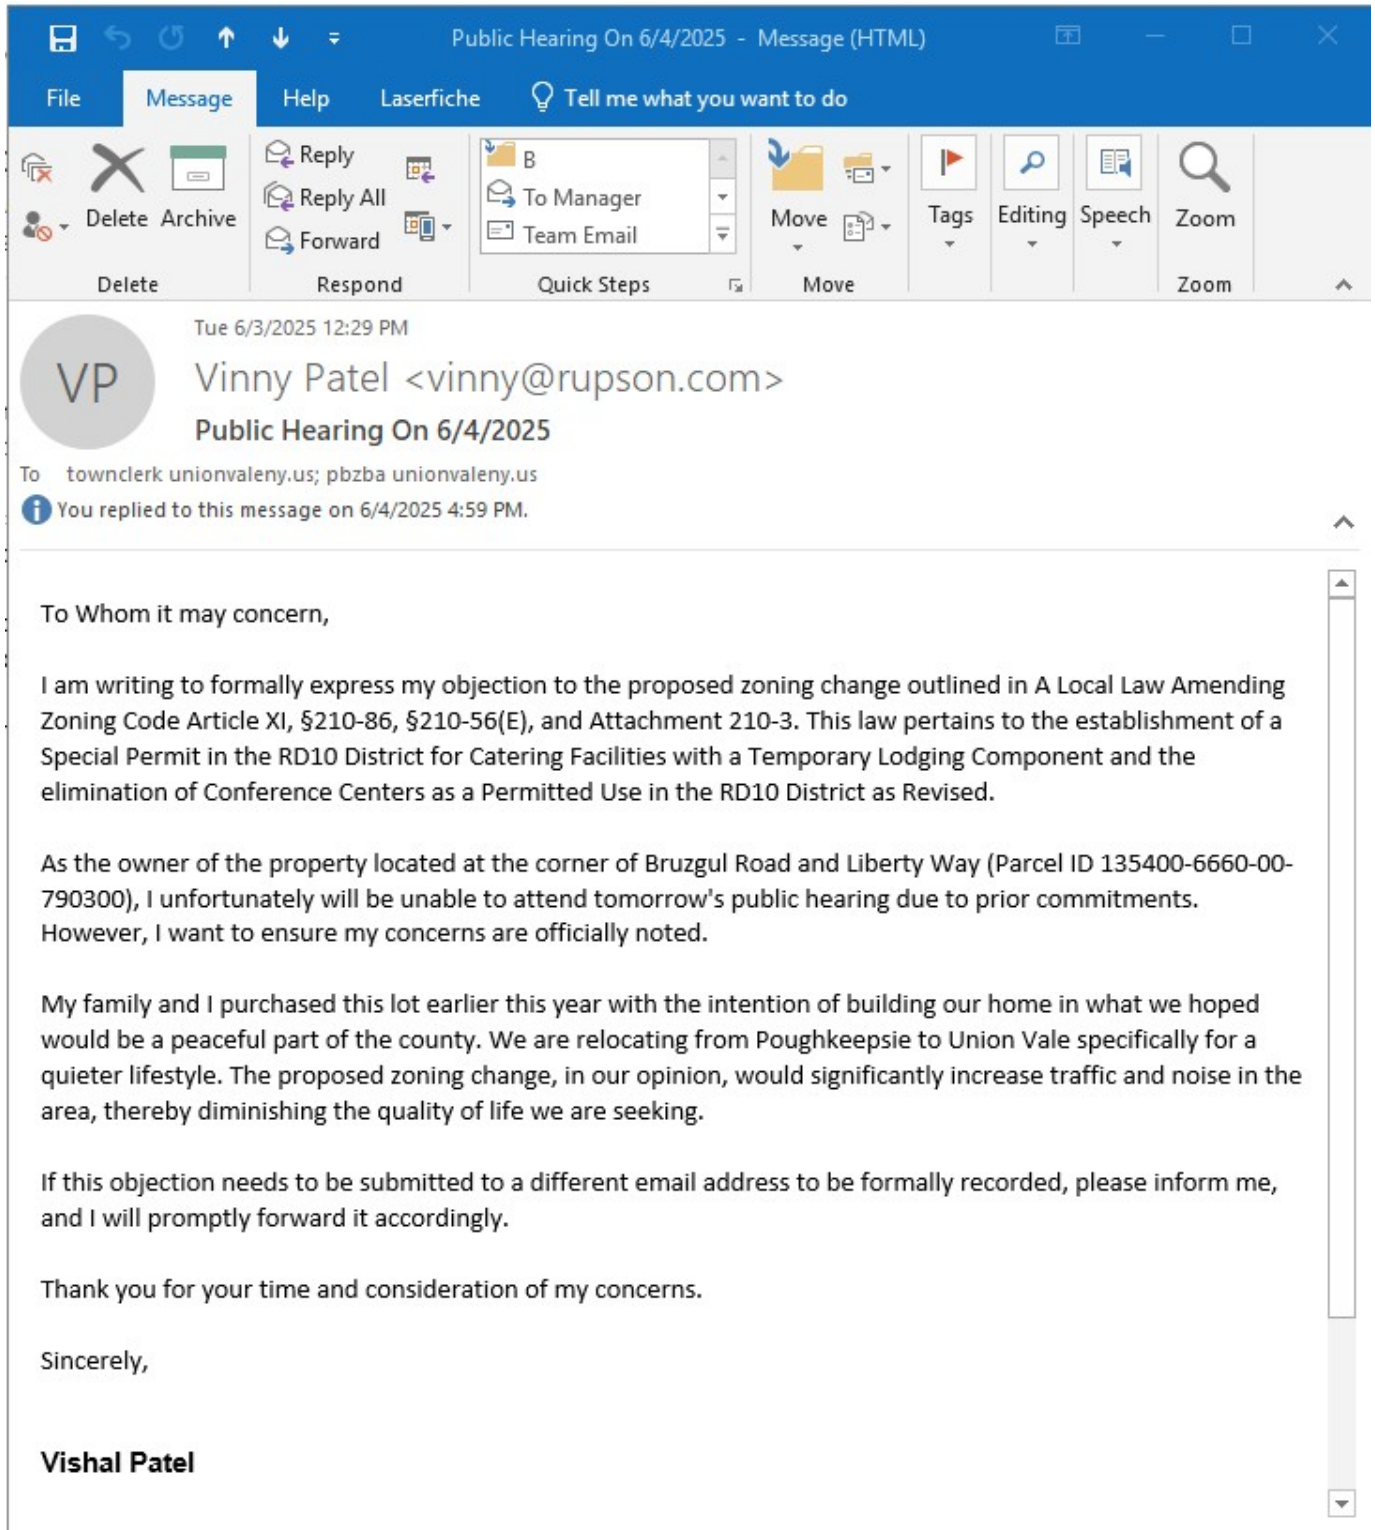 Public Hearing On 6/4/2025 - Message (HTML)
File Message Help Laserfiche Tell me what you want to do
Delete Archive
Reply
Reply All
Forward
B
To Manager
Team Email
Move
Tags Editing Speech Zoom
Delete Respond Quick Steps Move Zoom
Tue 6/3/2025 12:29 PM
VP
Vinny Patel <vinny@rupson.com>
Public Hearing On 6/4/2025
To townclerk unionvaleny.us; pbzba unionvaleny.us
You replied to this message on 6/4/2025 4:59 PM.
To Whom it may concern,
I am writing to formally express my objection to the proposed zoning change outlined in A Local Law Amending
Zoning Code Article XI, §210-86, §210-56(E), and Attachment 210-3. This law pertains to the establishment of a
Special Permit in the RD10 District for Catering Facilities with a Temporary Lodging Component and the
elimination of Conference Centers as a Permitted Use in the RD10 District as Revised.
As the owner of the property located at the corner of Bruzgul Road and Liberty Way (Parcel ID 135400-6660-00-
790300), I unfortunately will be unable to attend tomorrow's public hearing due to prior commitments.
However, I want to ensure my concerns are officially noted.
My family and I purchased this lot earlier this year with the intention of building our home in what we hoped
would be a peaceful part of the county. We are relocating from Poughkeepsie to Union Vale specifically for a
quieter lifestyle. The proposed zoning change, in our opinion, would significantly increase traffic and noise in the
area, thereby diminishing the quality of life we are seeking.
If this objection needs to be submitted to a different email address to be formally recorded, please inform me,
and I will promptly forward it accordingly.
Thank you for your time and consideration of my concerns.
Sincerely,
Vishal Patel